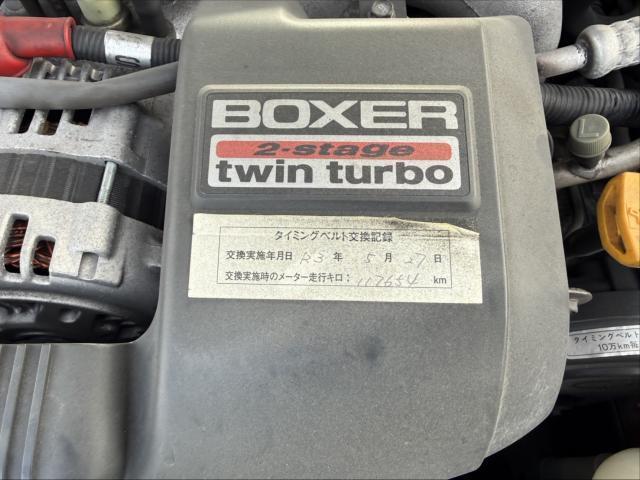 BOXER
2-stage
twin turbo
タイミングベルト交換記録
交換実施年月日 R3 年 5 月 27 日
交換実施時のメーター走行キロ: 117654 km
タイミングベルト
10万km毎